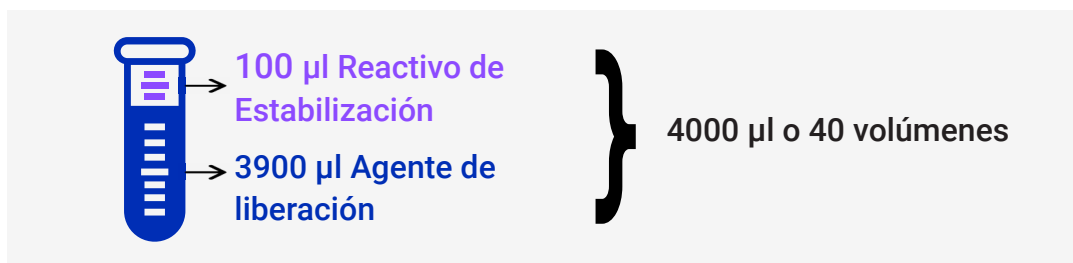 100 µl Reactivo de
Estabilización
3900 µl Agente de
liberación
4000 µl o 40 volúmenes